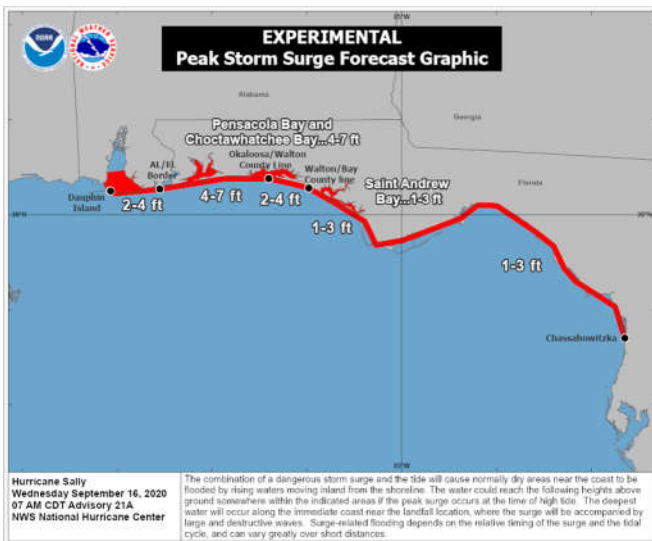 NOAA
EXPERIMENTAL
Peak Storm Surge Forecast Graphic
Alabama
Georgia
Pensacola Bay and
Choctawhatchee Bay...4-7 ft
AL/FL
Border
Okaloosa/Walton
County Line
Walton/Bay
County line
Saint Andrew
Bay...1-3 ft
Florida
Dauphin
Island
2-4 ft
4-7 ft
2-4 ft
1-3 ft
1-3 ft
30°N
30°N
Chassahowitzka
Hurricane Sally
Wednesday September 16, 2020
07 AM CDT Advisory 21A
NWS National Hurricane Center
The combination of a dangerous storm surge and the tide will cause normally dry areas near the coast to be
flooded by rising waters moving inland from the shoreline. The water could reach the following heights above
ground somewhere within the indicated areas if the peak surge occurs at the time of high tide. The deepest
water will occur along the immediate coast near the landfall location, where the surge will be accompanied by
large and destructive waves. Surge-related flooding depends on the relative timing of the surge and the tidal
cycle, and can vary greatly over short distances.